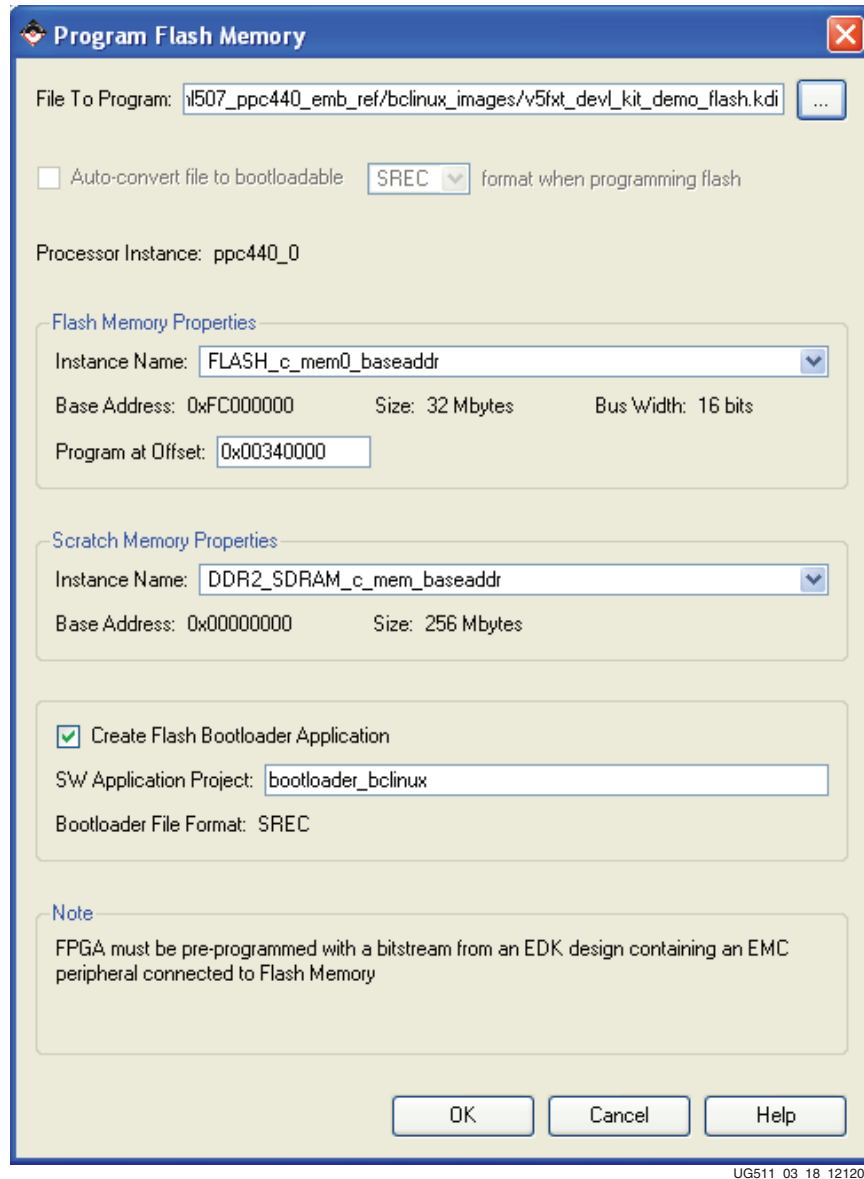 Program Flash Memory
File To Program: l507_ppc440_emb_ref/bclinux_images/v5fxt_devl_kit_demo_flash.kdi ...
Auto-convert file to bootloadable SREC format when programming flash
Processor Instance: ppc440_0
Flash Memory Properties
Instance Name: FLASH_c_mem0_baseaddr
Base Address: 0xFC000000 Size: 32 Mbytes Bus Width: 16 bits
Program at Offset: 0x00340000
Scratch Memory Properties
Instance Name: DDR2_SDRAM_c_mem_baseaddr
Base Address: 0x00000000 Size: 256 Mbytes
Create Flash Bootloader Application
SW Application Project: bootloader_bclinux
Bootloader File Format: SREC
Note
FPGA must be pre-programmed with a bitstream from an EDK design containing an EMC
peripheral connected to Flash Memory
OK Cancel Help
UG511_03_18_12120